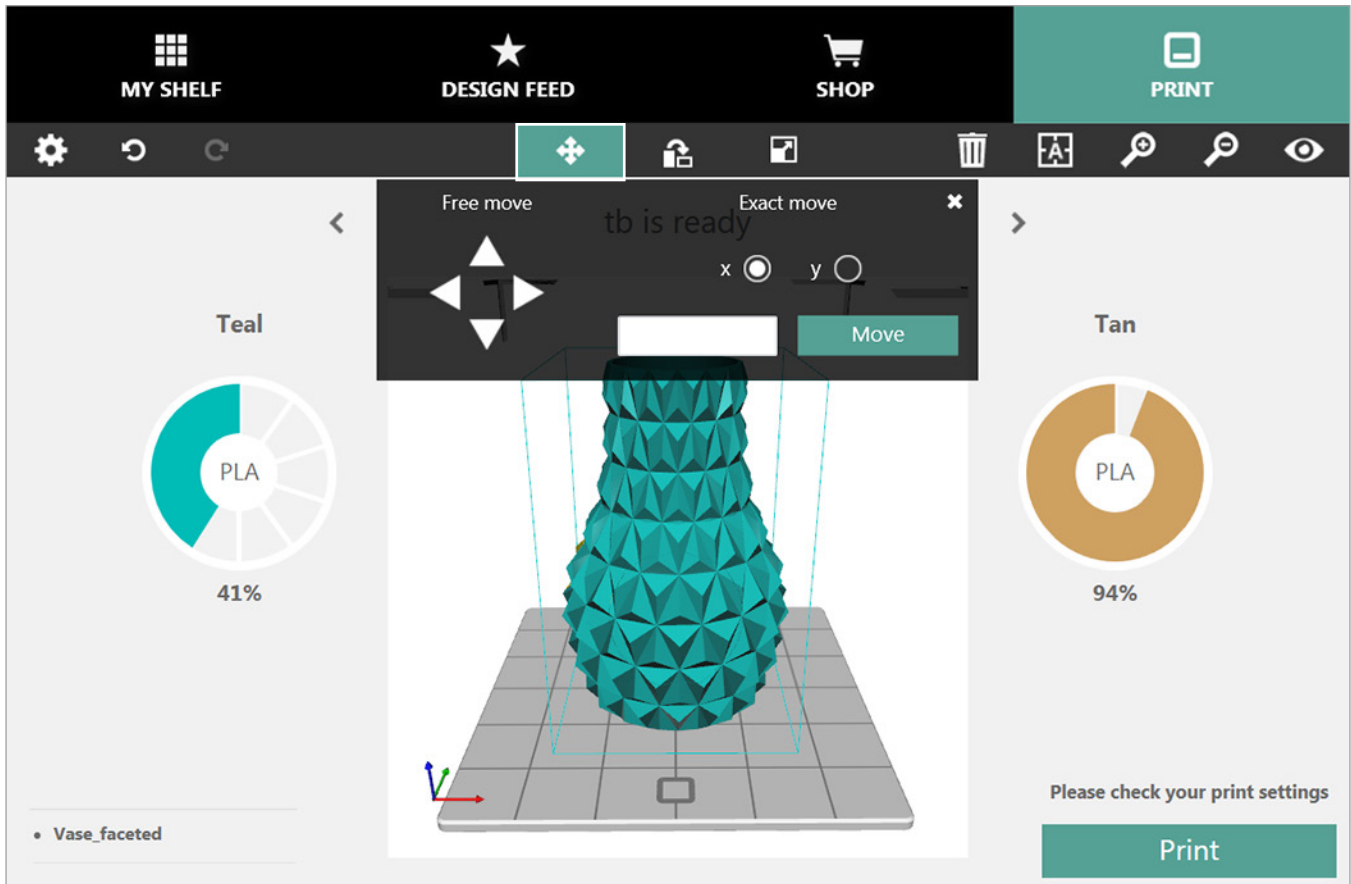 MY SHELF
DESIGN FEED
SHOP
PRINT
A
Free move
Exact move
tb is ready
x
y
Move
Teal
Tan
PLA
PLA
41%
94%
Vase_faceted
Please check your print settings
Print